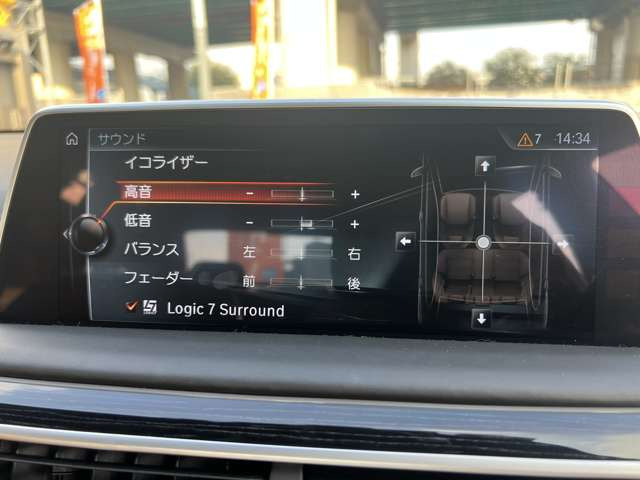 サウンド
7 14:34
イコライザー
高音 - +
低音 - +
バランス 左 右
フェーダー 前 後
Logic 7 Surround